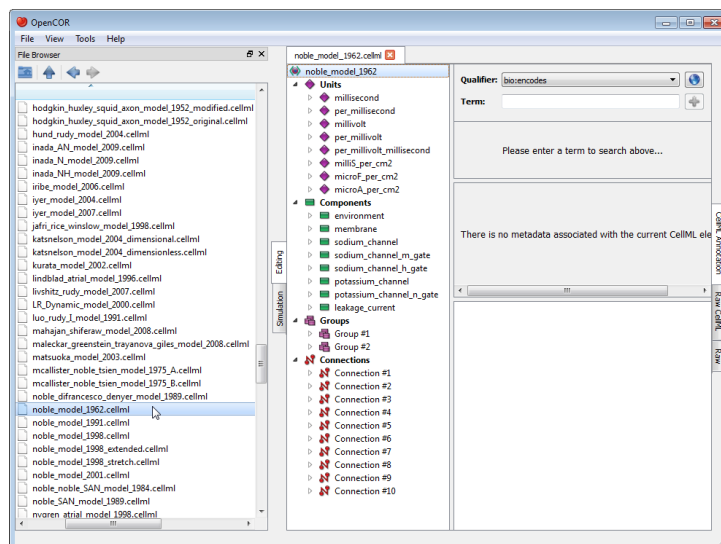 OpenCOR
File View Tools Help
File Browser
hodgkin_huxley_squid_axon_model_1952_modified.cellml
hodgkin_huxley_squid_axon_model_1952_original.cellml
hund_rudy_model_2004.cellml
inada_AN_model_2009.cellml
inada_N_model_2009.cellml
inada_NH_model_2009.cellml
iribe_model_2006.cellml
iyer_model_2004.cellml
iyer_model_2007.cellml
jafri_rice_winslow_model_1998.cellml
katsnelson_model_2004_dimensional.cellml
katsnelson_model_2004_dimensionless.cellml
kurata_model_2002.cellml
lindblad_atrial_model_1996.cellml
livshitz_rudy_model_2007.cellml
LR_Dynamic_model_2000.cellml
luo_rudy_I_model_1991.cellml
mahajan_shiferaw_model_2008.cellml
maleckar_greenstein_trayanova_giles_model_2008.cellml
matsuoka_model_2003.cellml
mcallister_noble_tsien_model_1975_A.cellml
mcallister_noble_tsien_model_1975_B.cellml
noble_difrancesco_denyer_model_1989.cellml
noble_model_1962.cellml
noble_model_1991.cellml
noble_model_1998.cellml
noble_model_1998_extended.cellml
noble_model_1998_stretch.cellml
noble_model_2001.cellml
noble_noble_SAN_model_1984.cellml
noble_SAN_model_1989.cellml
nygren_atrial_model_1998.cellml
Editing
Simulation
noble_model_1962.cellml
noble_model_1962
Units
millisecond
per_millisecond
millivolt
per_millivolt
per_millivolt_millisecond
milliS_per_cm2
microF_per_cm2
microA_per_cm2
Components
environment
membrane
sodium_channel
sodium_channel_m_gate
sodium_channel_h_gate
potassium_channel
potassium_channel_n_gate
leakage_current
Groups
Group #1
Group #2
Connections
Connection #1
Connection #2
Connection #3
Connection #4
Connection #5
Connection #6
Connection #7
Connection #8
Connection #9
Connection #10
Qualifier: bio:encodes
Term:
Please enter a term to search above...
There is no metadata associated with the current CellML ele
CellML Annotation
Raw CellML
Raw